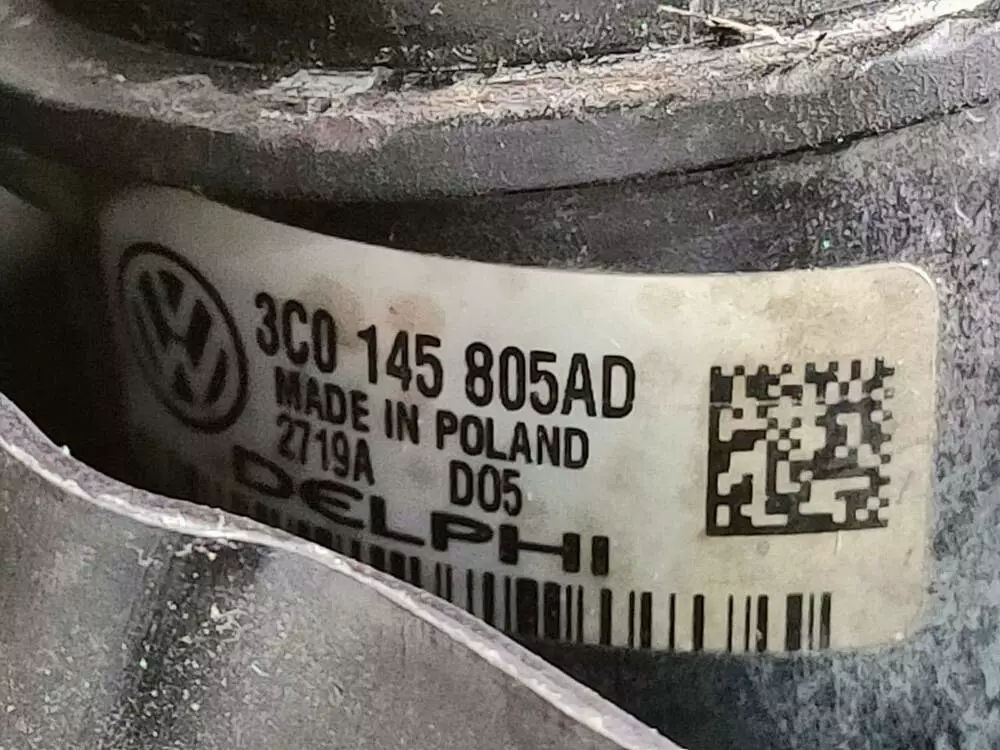 3C0 145 805AD
MADE IN POLAND
2719A D05
DELPHI